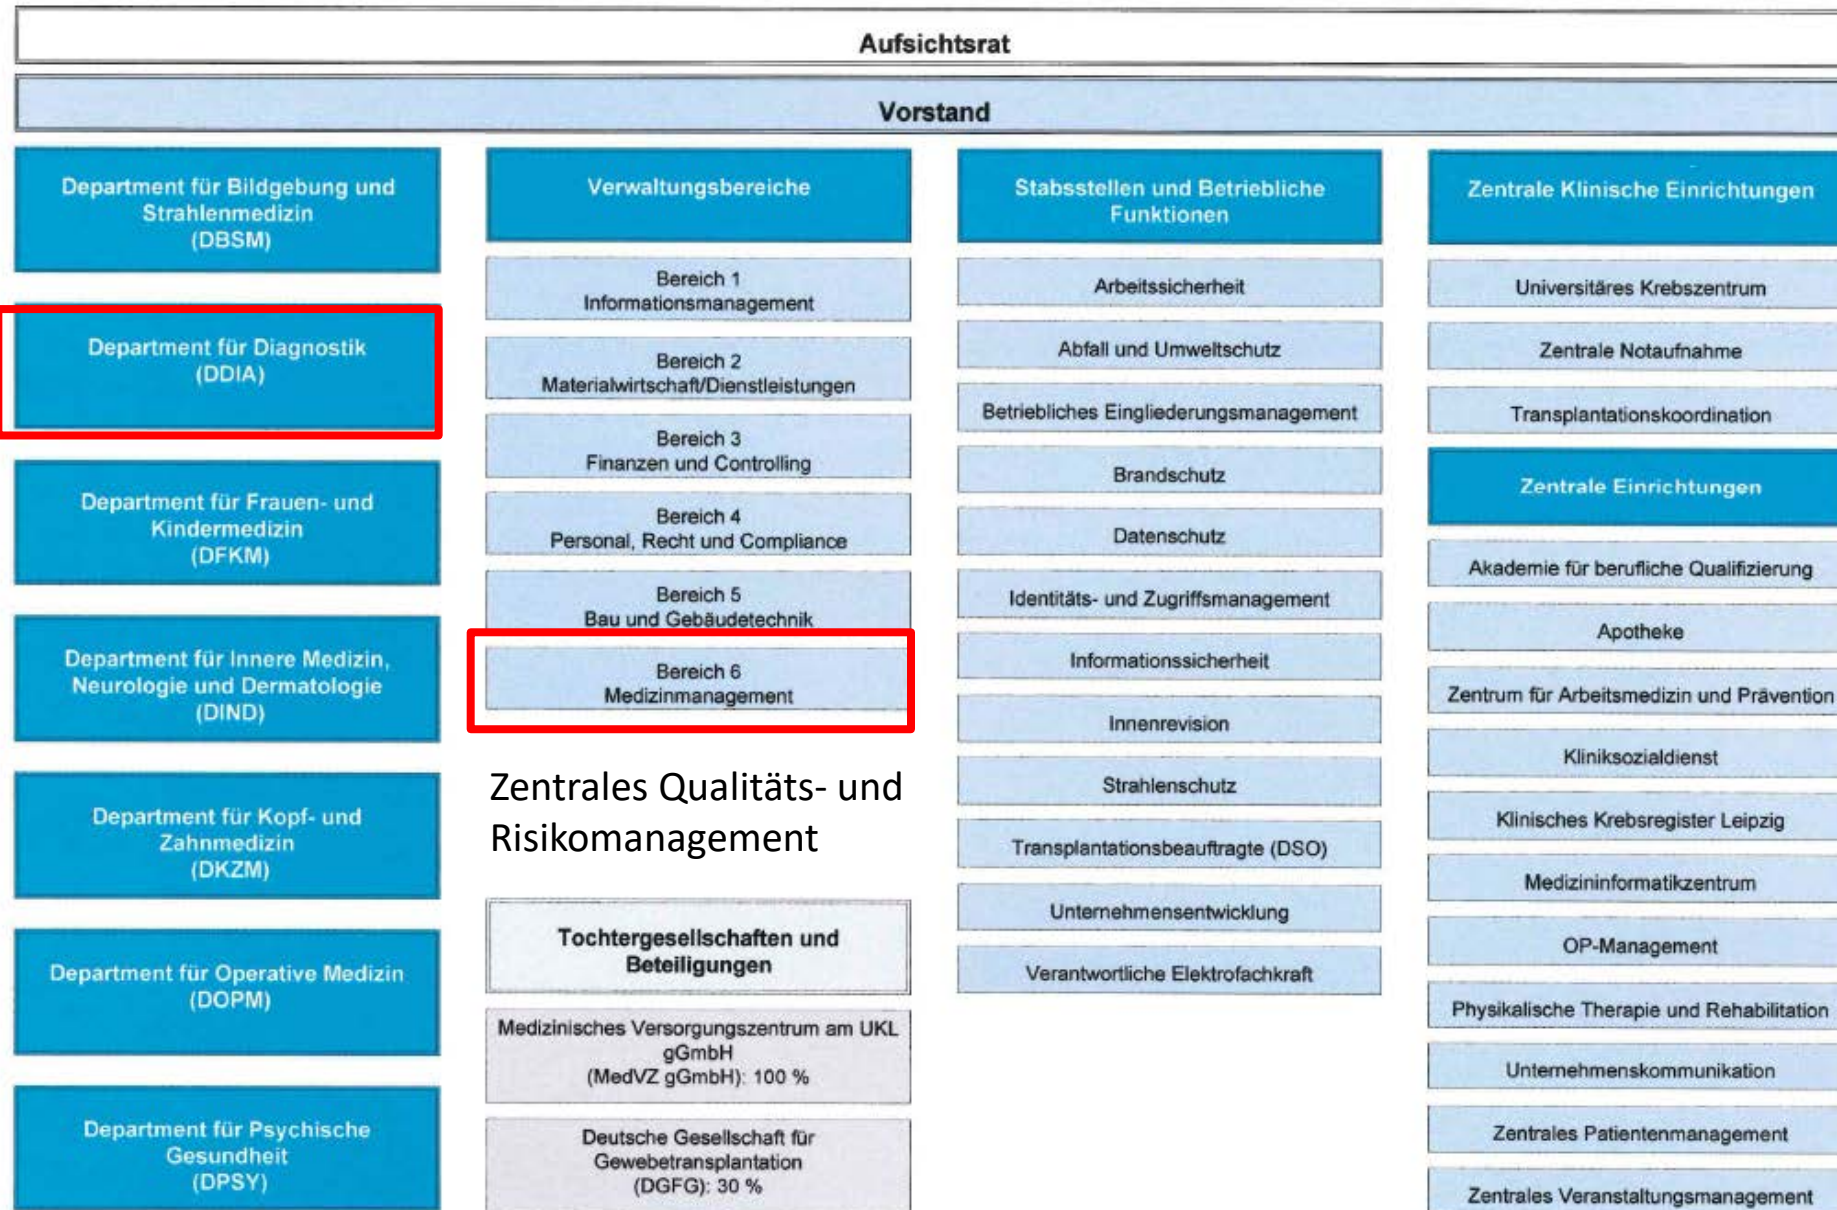 Aufsichtsrat
Vorstand
Department für Bildgebung und
Strahlenmedizin
(DBSM)
Department für Diagnostik
(DDIA)
Department für Frauen- und
Kindermedizin
(DFKM)
Department für Innere Medizin,
Neurologie und Dermatologie
(DIND)
Department für Kopf- und
Zahnmedizin
(DKZM)
Department für Operative Medizin
(DOPM)
Department für Psychische
Gesundheit
(DPSY)
Verwaltungsbereiche
Bereich 1
Informationsmanagement
Bereich 2
Materialwirtschaft/Dienstleistungen
Bereich 3
Finanzen und Controlling
Bereich 4
Personal, Recht und Compliance
Bereich 5
Bau und Gebäudetechnik
Bereich 6
Medizinmanagement
Zentrales Qualitäts- und
Risikomanagement
Tochtergesellschaften und
Beteiligungen
Medizinisches Versorgungszentrum am UKL
gGmbH
(MedVZ gGmbH): 100 %
Deutsche Gesellschaft für
Gewebetransplantation
(DGFG): 30 %
Stabsstellen und Betriebliche
Funktionen
Arbeitssicherheit
Abfall und Umweltschutz
Betriebliches Eingliederungsmanagement
Brandschutz
Datenschutz
Identitäts- und Zugriffsmanagement
Informationssicherheit
Innenrevision
Strahlenschutz
Transplantationsbeauftragte (DSO)
Unternehmensentwicklung
Verantwortliche Elektrofachkraft
Zentrale Klinische Einrichtungen
Universitäres Krebszentrum
Zentrale Notaufnahme
Transplantationskoordination
Zentrale Einrichtungen
Akademie für berufliche Qualifizierung
Apotheke
Zentrum für Arbeitsmedizin und Prävention
Kliniksozialdienst
Klinisches Krebsregister Leipzig
Medizininformatikzentrum
OP-Management
Physikalische Therapie und Rehabilitation
Unternehmenskommunikation
Zentrales Patientenmanagement
Zentrales Veranstaltungsmanagement